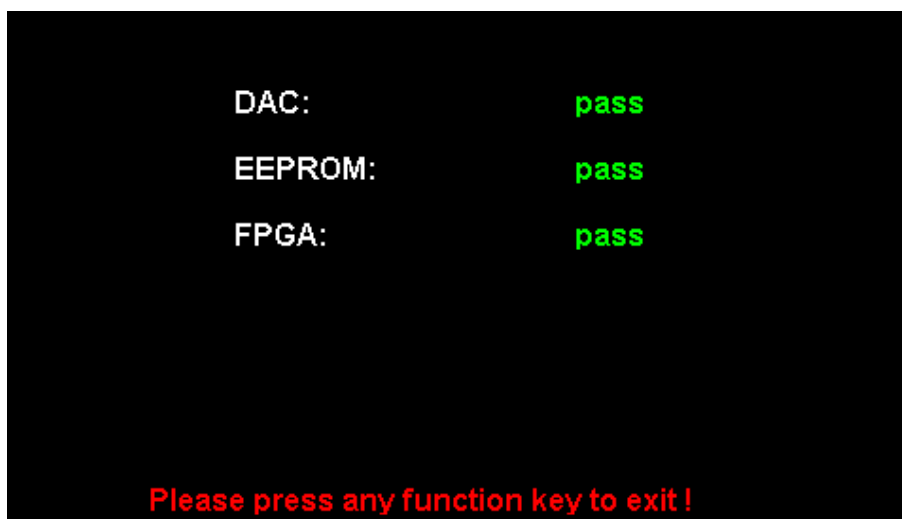 DAC: pass
EEPROM: pass
FPGA: pass
Please press any function key to exit !